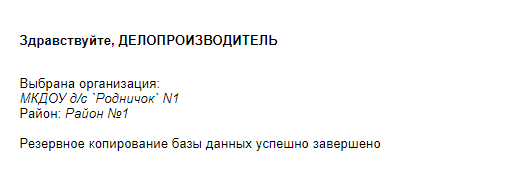 Здравствуйте, ДЕЛОПРОИЗВОДИТЕЛЬ
Выбрана организация:
МКДОУ д/с `Родничок` N1
Район: Район №1
Резервное копирование базы данных успешно завершено